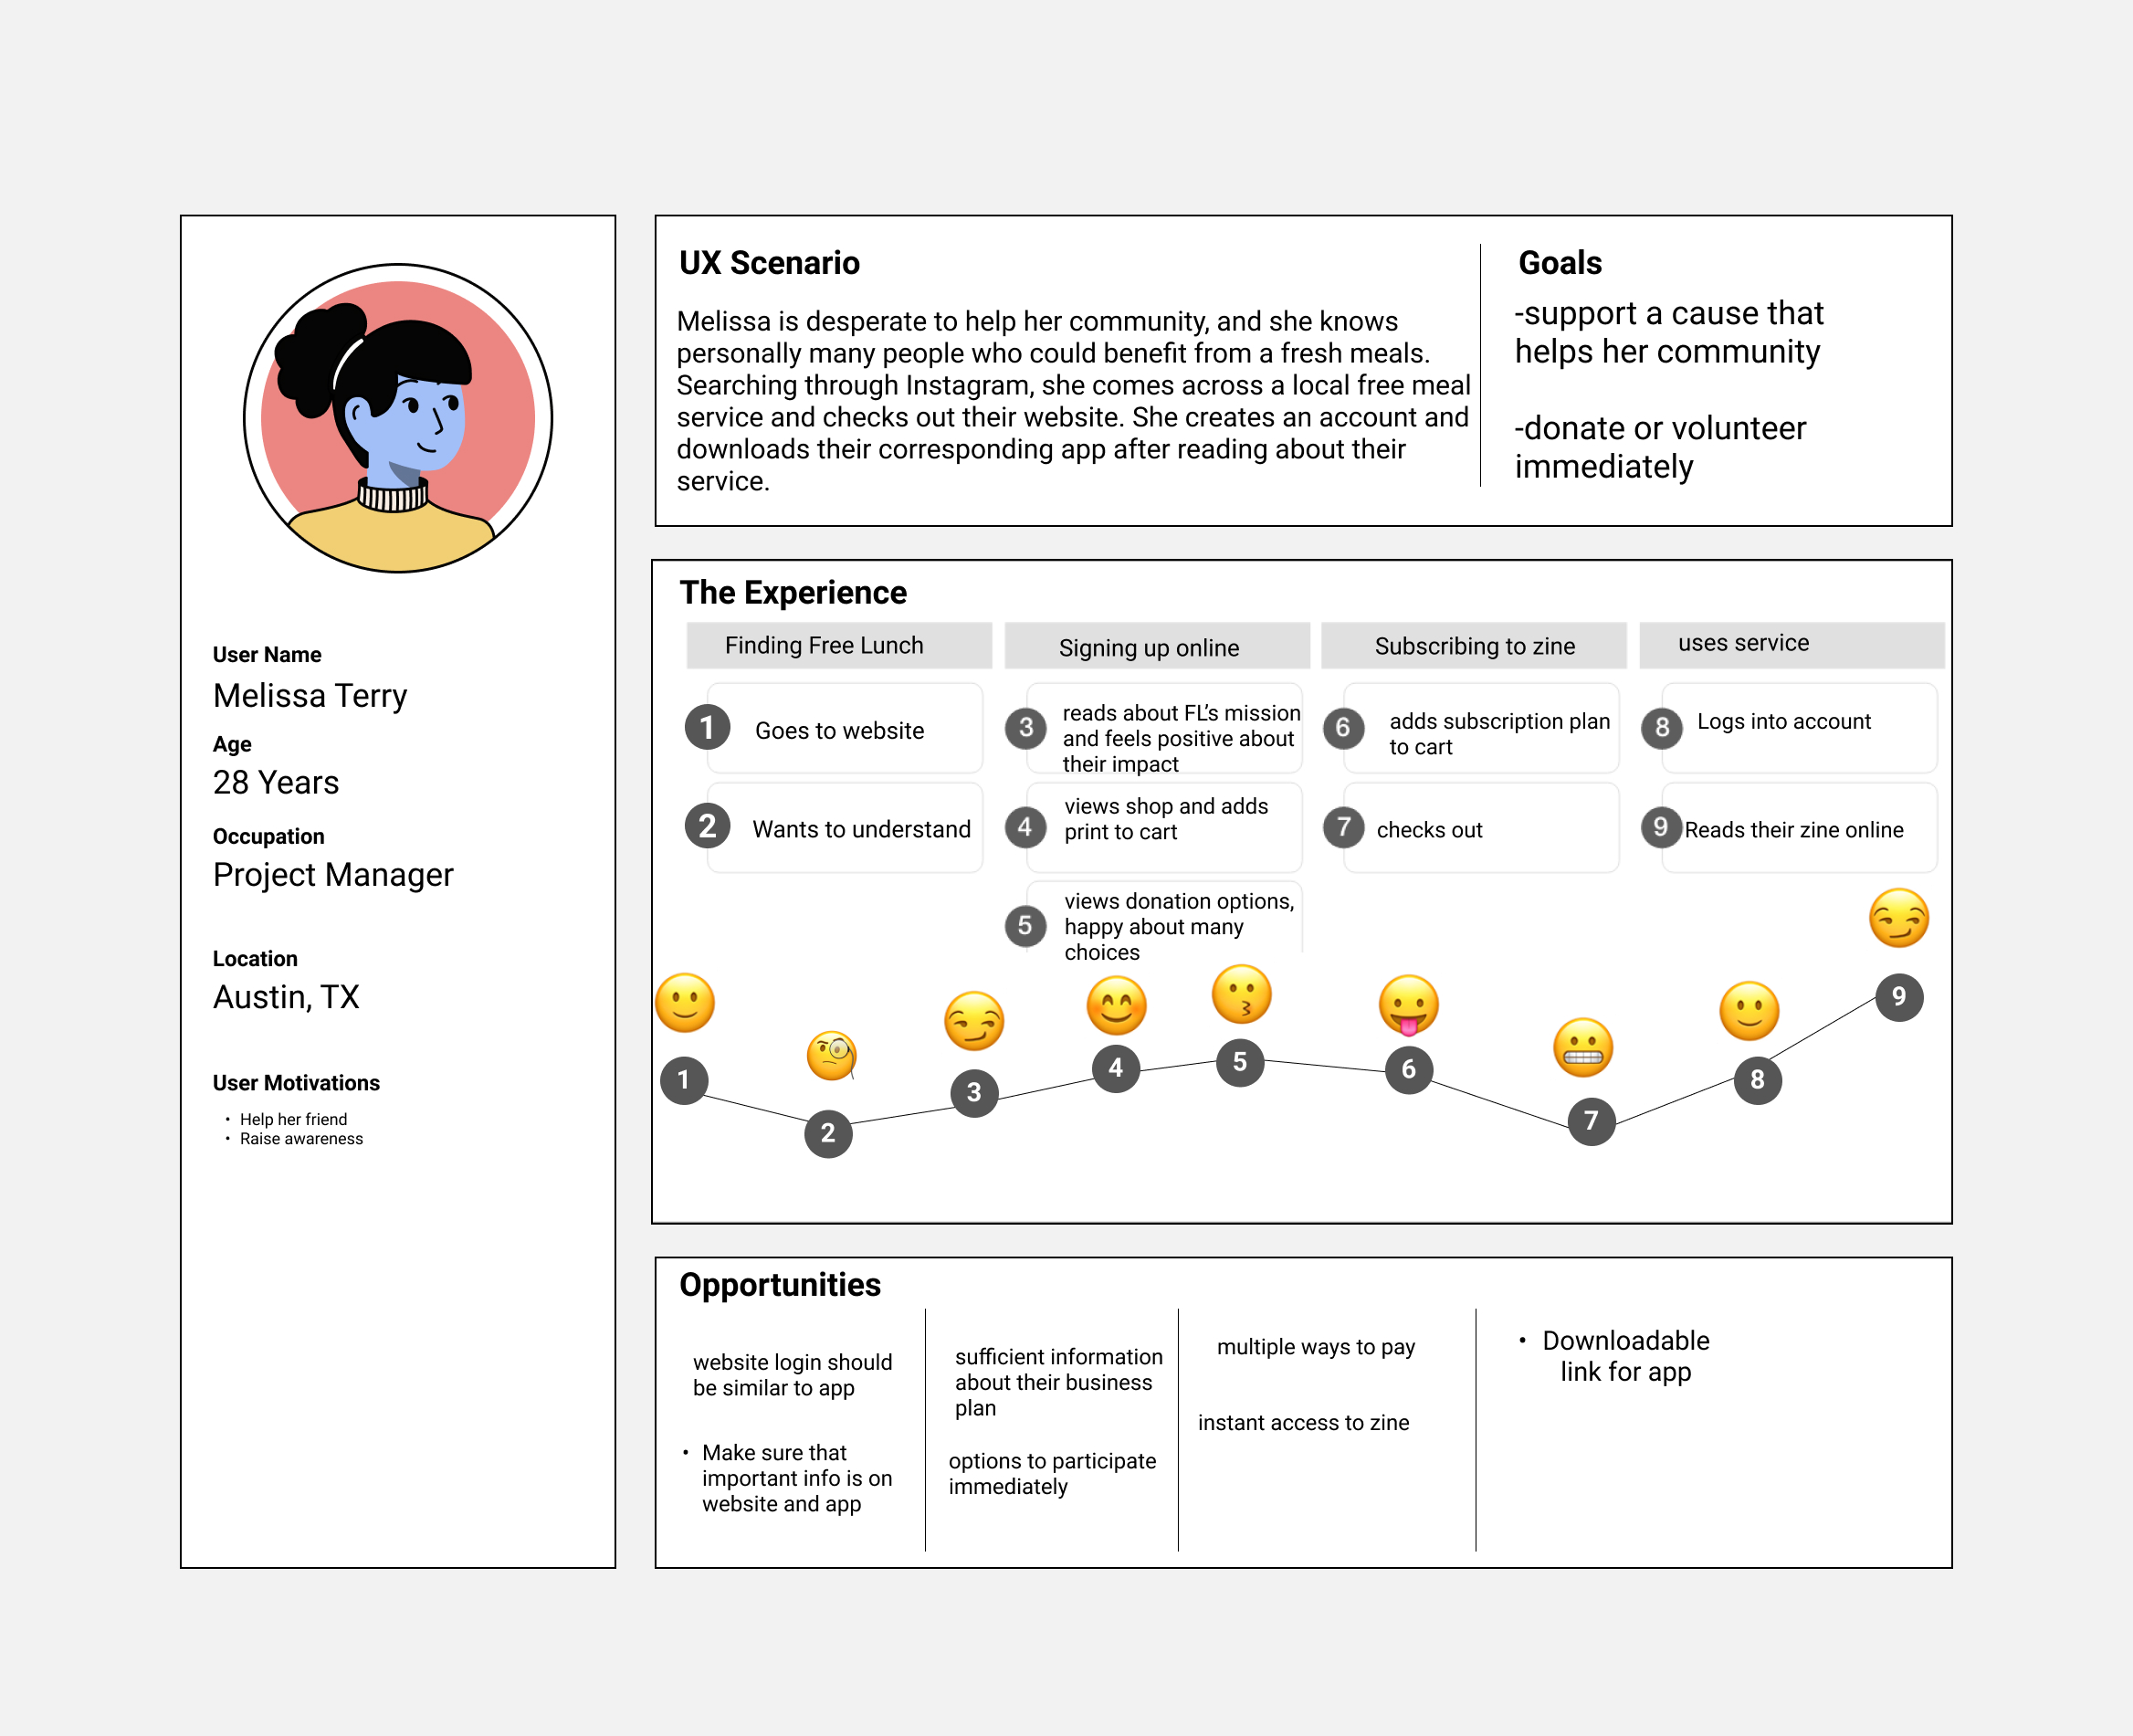 User Name
Melissa Terry
Age
28 Years
Occupation
Project Manager
Location
Austin, TX
User Motivations
• Help her friend
• Raise awareness
UX Scenario
Melissa is desperate to help her community, and she knows
personally many people who could benefit from a fresh meals.
Searching through Instagram, she comes across a local free meal
service and checks out their website. She creates an account and
downloads their corresponding app after reading about their
service.
Goals
-support a cause that
helps her community
-donate or volunteer
immediately
The Experience
Finding Free Lunch
1
Goes to website
2
Wants to understand
Signing up online
3
reads about FL’s mission
and feels positive about
their impact
4
views shop and adds
print to cart
5
views donation options,
happy about many
choices
Subscribing to zine
6
adds subscription plan
to cart
7
checks out
uses service
8
Logs into account
9
Reads their zine online
1
2
3
4
5
6
7
8
9
Opportunities
website login should
be similar to app
• Make sure that
important info is on
website and app
sufficient information
about their business
plan
options to participate
immediately
multiple ways to pay
instant access to zine
• Downloadable
link for app